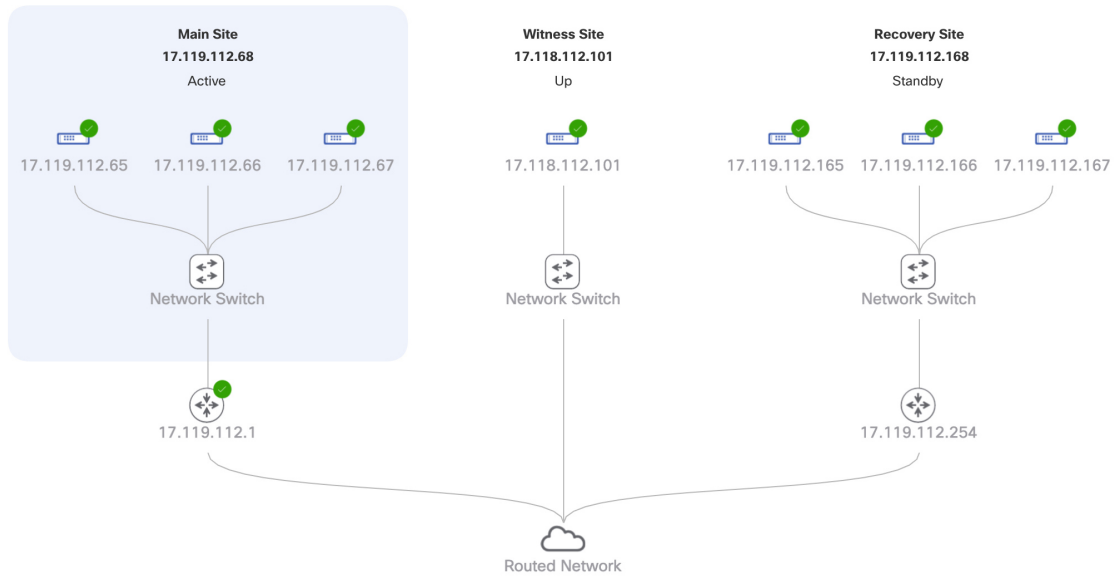 Main Site
17.119.112.68
Active
Witness Site
17.118.112.101
Up
Recovery Site
17.119.112.168
Standby
17.119.112.65
17.119.112.66
17.119.112.67
17.118.112.101
17.119.112.165
17.119.112.166
17.119.112.167
Network Switch
Network Switch
Network Switch
17.119.112.1
17.119.112.254
Routed Network